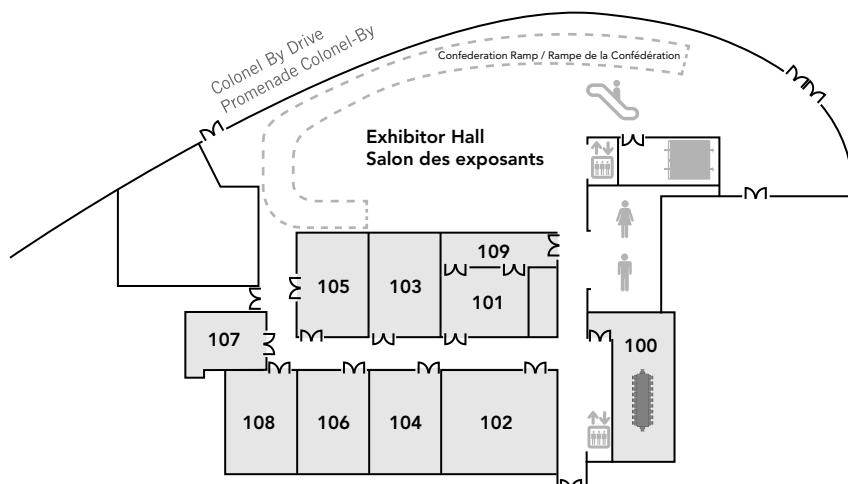 Colonel By Drive
Promenade Colonel-By
Confederation Ramp / Rampe de la Confédération
Exhibitor Hall
Salon des exposants
109
105
103
101
107
100
108
106
104
102